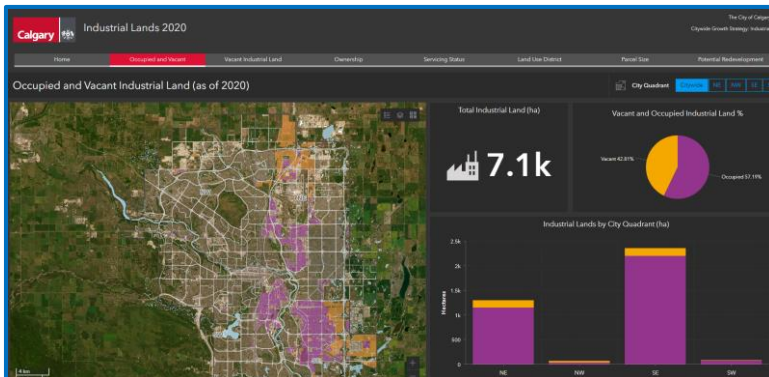 Calgary
Industrial Lands 2020
The City of Calgary
Citywide Growth Strategy: Industrial
Home
Occupied and Vacant
Vacant Industrial Land
Ownership
Servicing Status
Land Use District
Parcel Size
Potential Redevelopment
Occupied and Vacant Industrial Land (as of 2020)
City Quadrant
Citywide
NE
NW
SE
Total Industrial Land (ha)
7.1k
Vacant and Occupied Industrial Land %
Vacant 42.81%
Occupied 57.19%
Industrial Lands by City Quadrant (ha)
Hectares
2.5k
2k
1.5k
1k
500
0
NE
NW
SE
SW
4 km